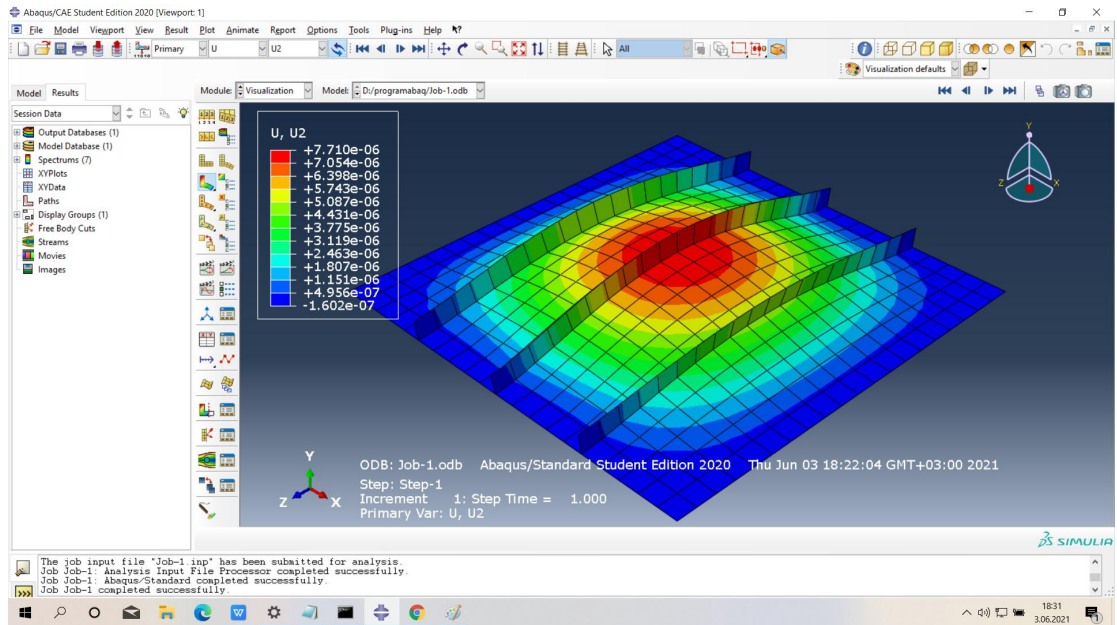 Abaqus/CAE Student Edition 2020 [Viewport: 1]
File Model Viewport View Result Plot Animate Report Options Tools Plug-ins Help
Primary U U2 All
Visualization defaults
Model Results Module: Visualization Model: D:/programabaq/Job-1.odb
Session Data
Output Databases (1)
Model Database (1)
Spectrums (7)
XYPlots
XYData
Paths
Display Groups (1)
Free Body Cuts
Streams
Movies
Images
U, U2
+7.710e-06
+7.054e-06
+6.398e-06
+5.743e-06
+5.087e-06
+4.431e-06
+3.775e-06
+3.119e-06
+2.463e-06
+1.807e-06
+1.151e-06
+4.956e-07
-1.602e-07
Y
Z X
Y
Z X
ODB: Job-1.odb Abaqus/Standard Student Edition 2020 Thu Jun 03 18:22:04 GMT+03:00 2021
Step: Step-1
Increment 1: Step Time = 1.000
Primary Var: U, U2
SIMULIA
The job input file "Job-1.inp" has been submitted for analysis.
Job Job-1: Analysis Input File Processor completed successfully.
Job Job-1: Abaqus/Standard completed successfully.
Job Job-1 completed successfully.
18:31
3.06.2021